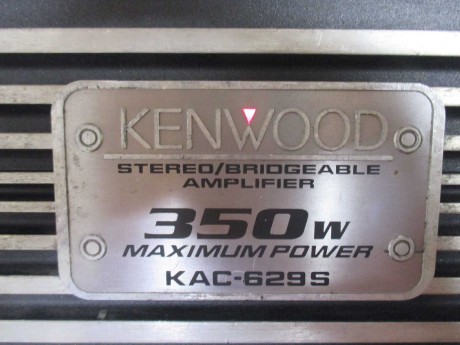 KENWOOD
STEREO/BRIDGEABLE
AMPLIFIER
350W
MAXIMUM POWER
KAC-629S